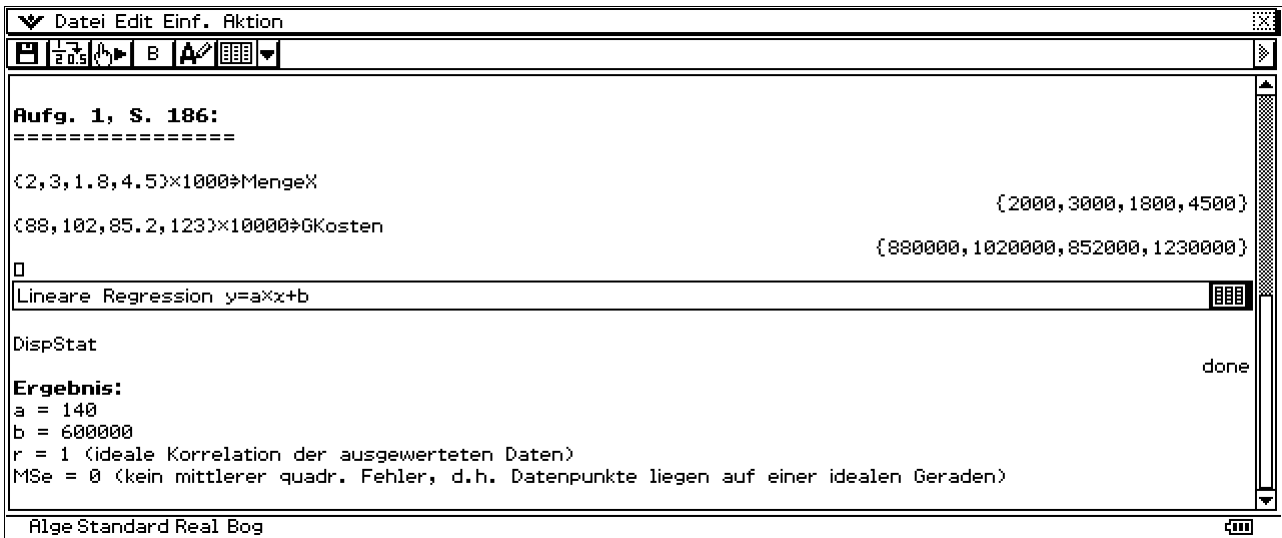 Datei Edit Einf. Aktion
B
Aufg. 1, S. 186:
================
{2,3,1.8,4.5}×1000⇒MengeX
{2000,3000,1800,4500}
{88,102,85.2,123}×10000⇒GKosten
{880000,1020000,852000,1230000}
Lineare Regression y=a×x+b
DispStat
done
Ergebnis:
a = 140
b = 600000
r = 1 (ideale Korrelation der ausgewerteten Daten)
MSe = 0 (kein mittlerer quadr. Fehler, d.h. Datenpunkte liegen auf einer idealen Geraden)
Alge Standard Real Bog